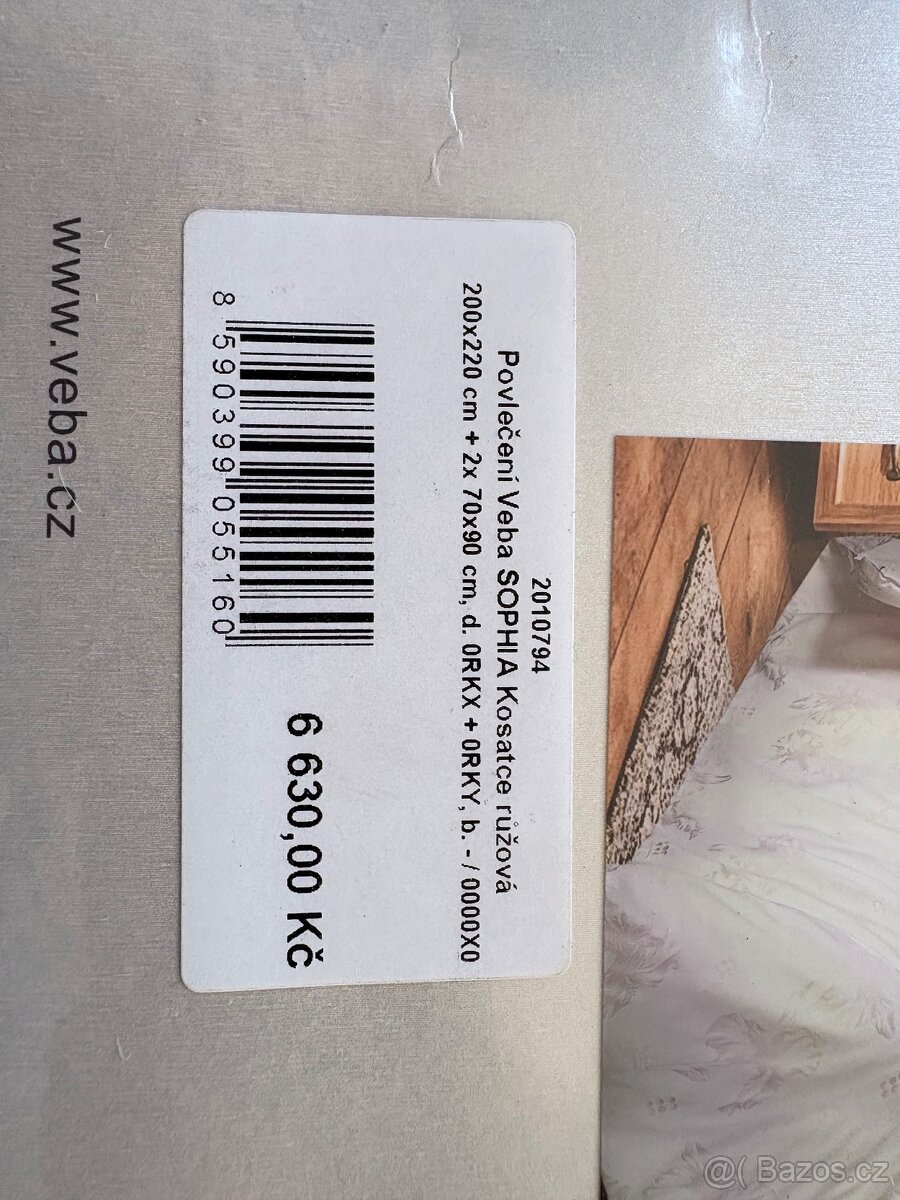 2010794
Povlečení Veba SOPHIA Kosatce růžová
200x220 cm + 2x 70x90 cm, d. 0RKX + 0RKY, b. - / 0000X0
8 590399 055160
6 630,00 Kč
www.veba.cz
@( Bazos.cz